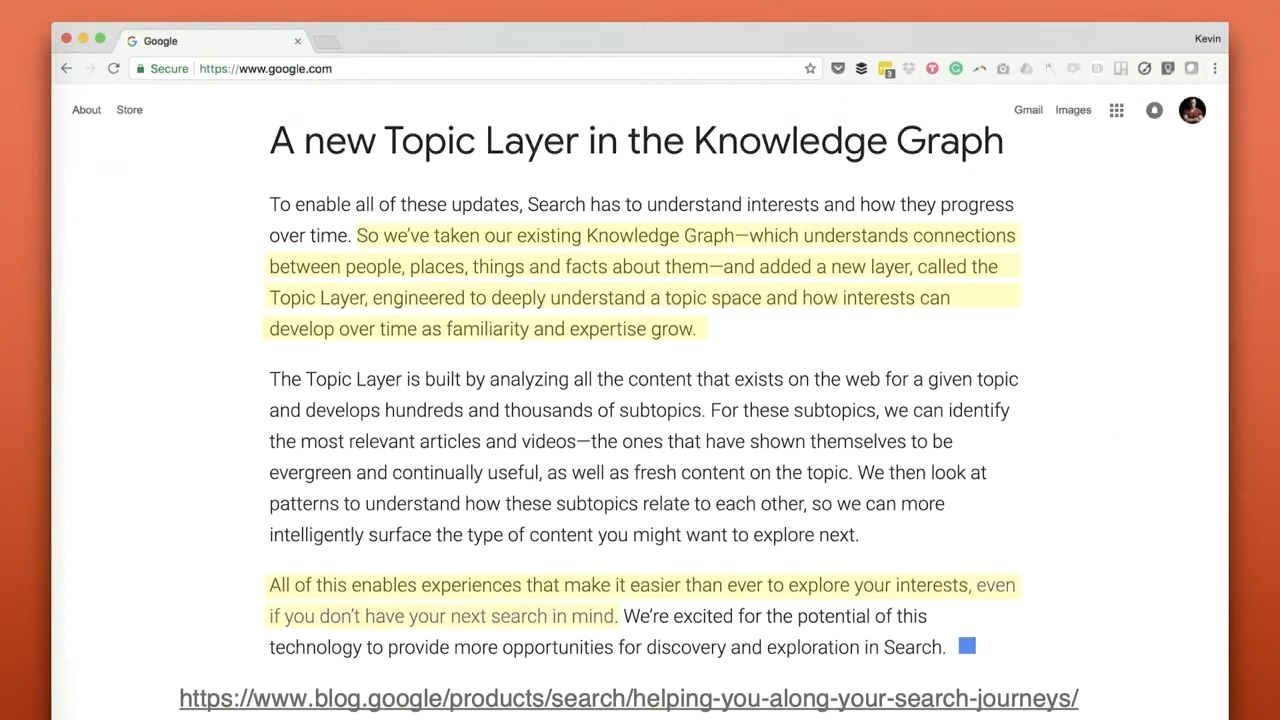 Google
Kevin
Secure https://www.google.com
3
About Store
Gmail Images
A new Topic Layer in the Knowledge Graph
To enable all of these updates, Search has to understand interests and how they progress
over time. So we've taken our existing Knowledge Graph—which understands connections
between people, places, things and facts about them—and added a new layer, called the
Topic Layer, engineered to deeply understand a topic space and how interests can
develop over time as familiarity and expertise grow.
The Topic Layer is built by analyzing all the content that exists on the web for a given topic
and develops hundreds and thousands of subtopics. For these subtopics, we can identify
the most relevant articles and videos—the ones that have shown themselves to be
evergreen and continually useful, as well as fresh content on the topic. We then look at
patterns to understand how these subtopics relate to each other, so we can more
intelligently surface the type of content you might want to explore next.
All of this enables experiences that make it easier than ever to explore your interests, even
if you don't have your next search in mind. We're excited for the potential of this
technology to provide more opportunities for discovery and exploration in Search.
https://www.blog.google/products/search/helping-you-along-your-search-journeys/